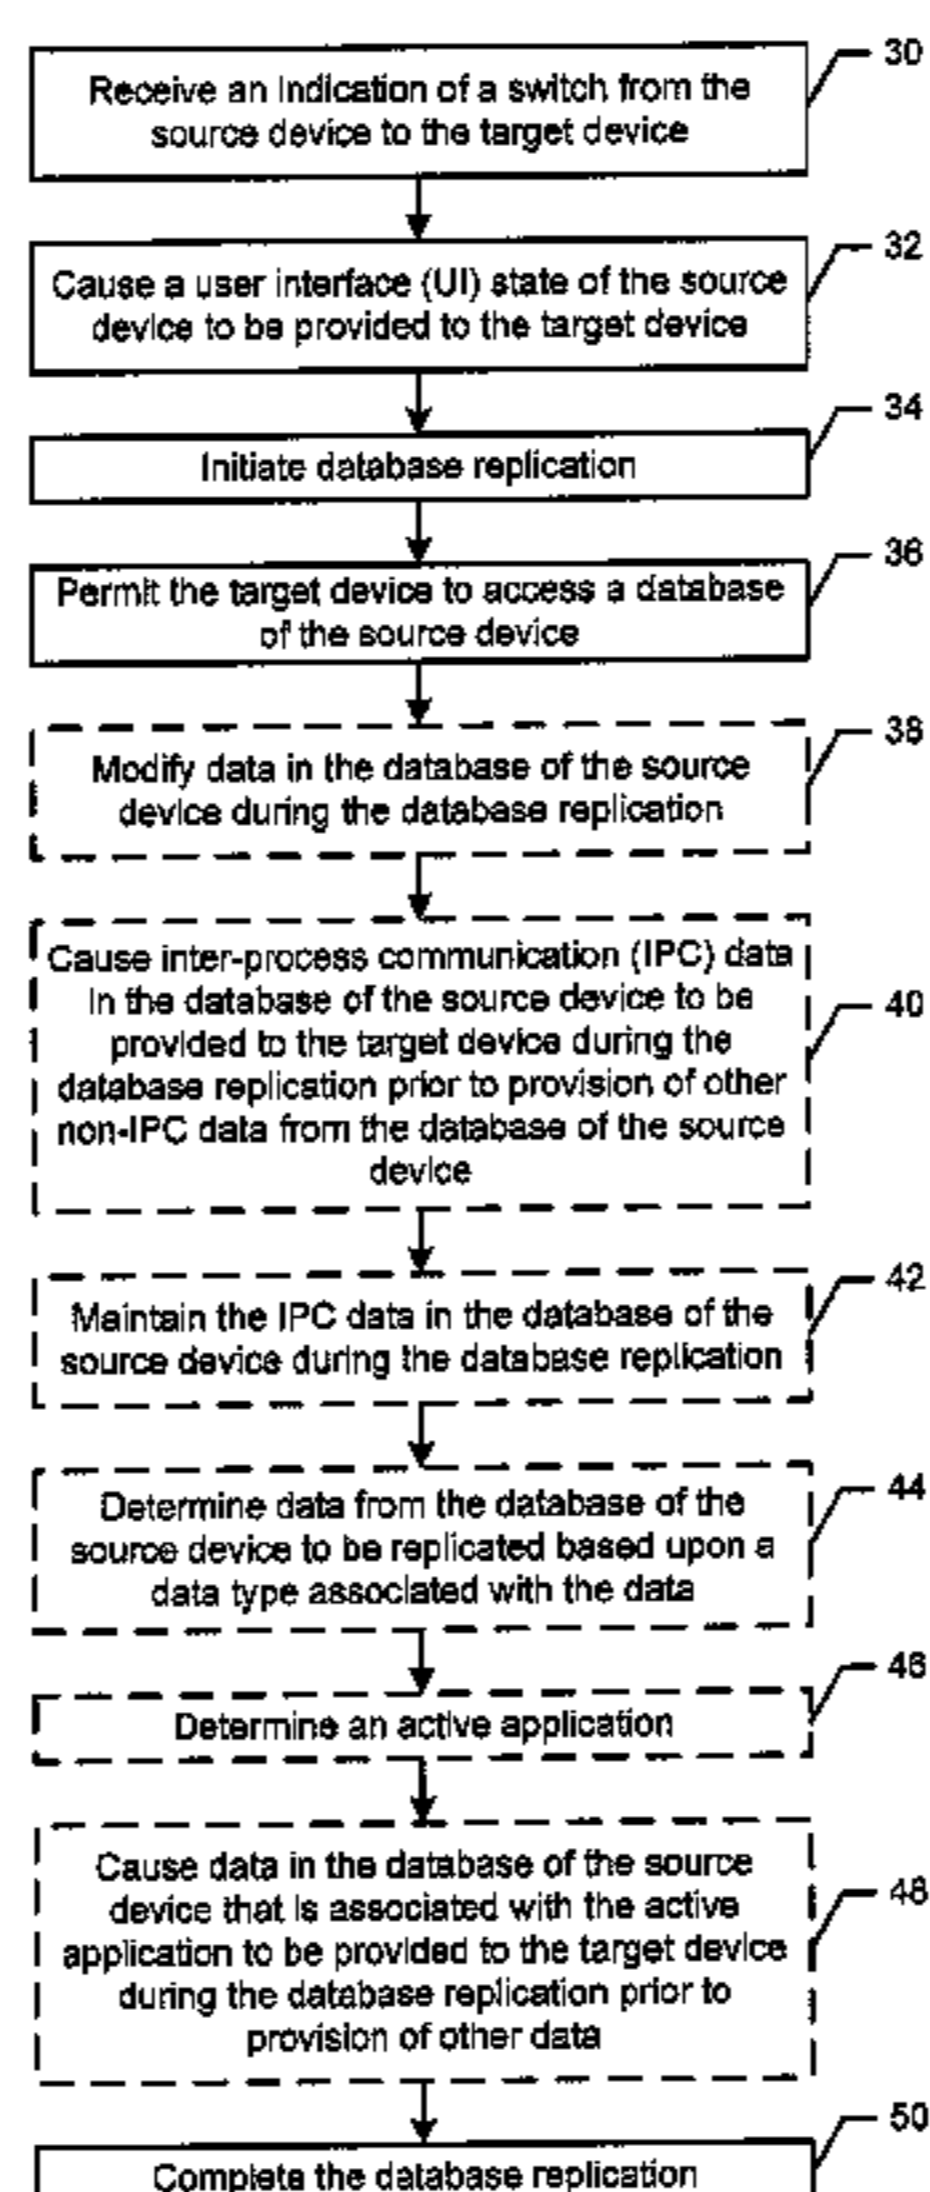 30
Receive an indication of a switch from the
source device to the target device
32
Cause a user interface (UI) state of the source
device to be provided to the target device
34
Initiate database replication
36
Permit the target device to access a database
of the source device
38
Modify data in the database of the source
device during the database replication
Cause inter-process communication (IPC) data
in the database of the source device to be
40
provided to the target device during the
database replication prior to provision of other
non-IPC data from the database of the source
device
42
Maintain the IPC data in the database of the
source device during the database replication
44
Determine data from the database of the
source device to be replicated based upon a
data type associated with the data
46
Determine an active application
Cause data in the database of the source
48
device that is associated with the active
application to be provided to the target device
during the database replication prior to
provision of other data
50
Complete the database replication